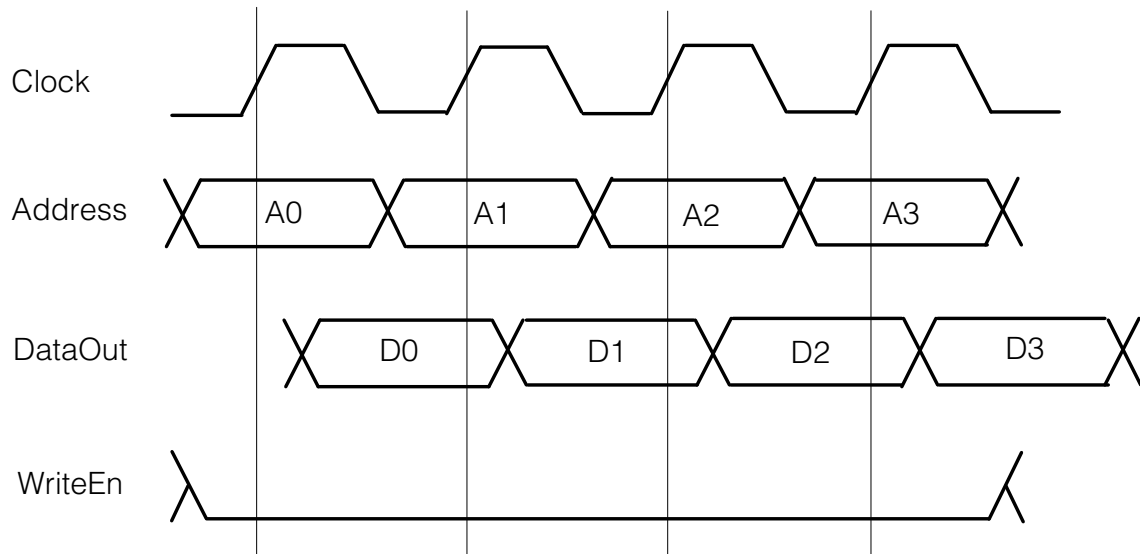 Clock
Address A0 A1 A2 A3
DataOut D0 D1 D2 D3
WriteEn